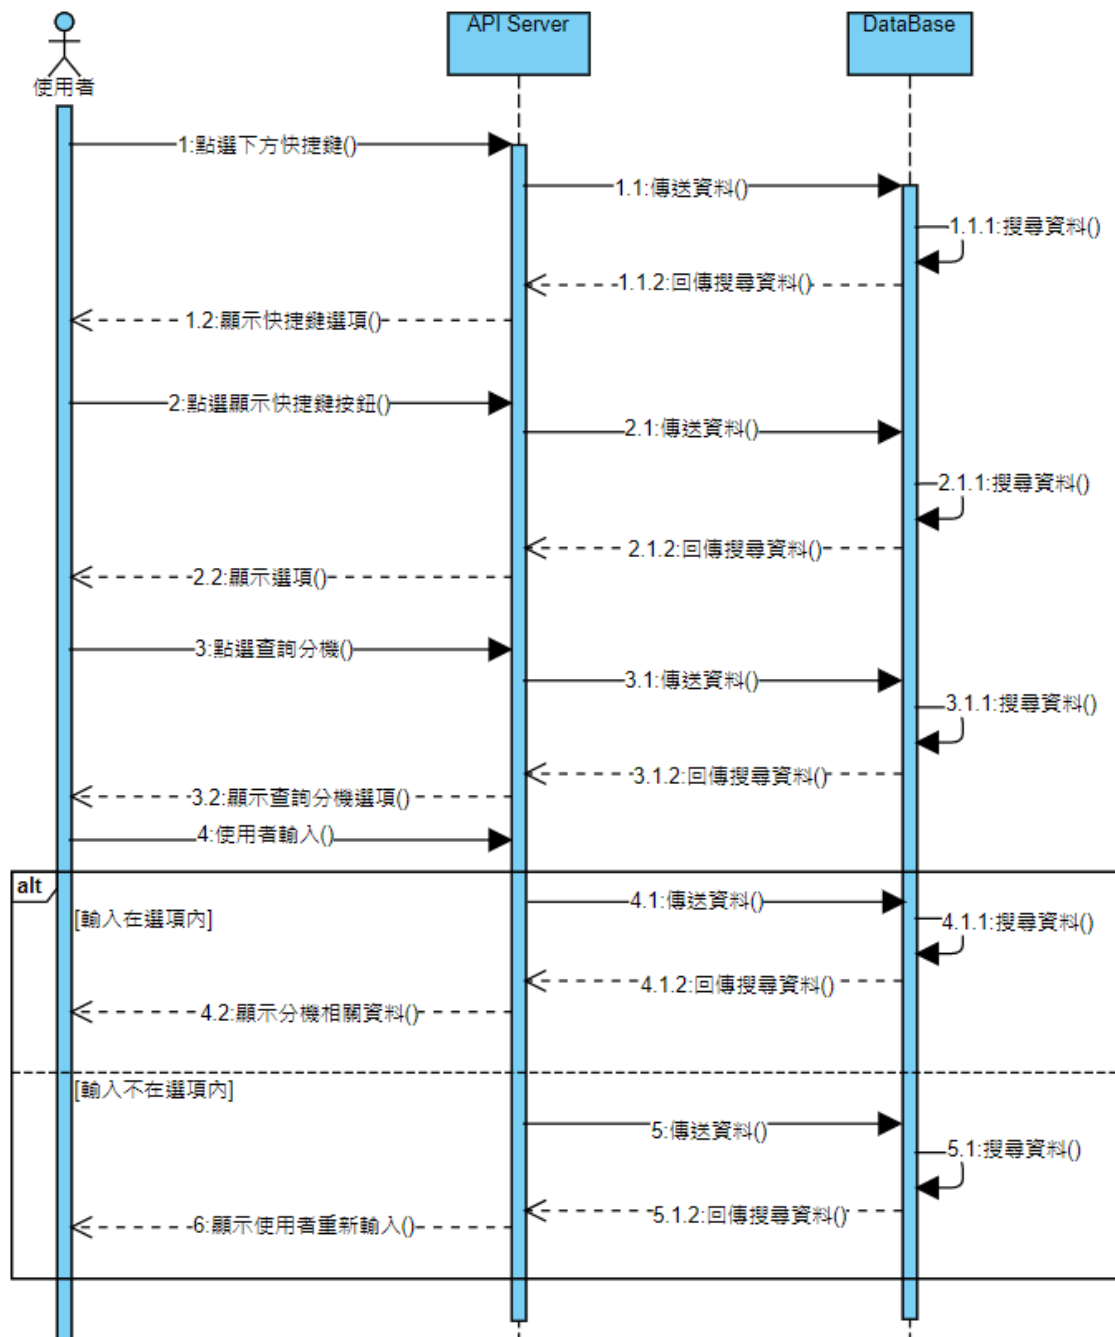 API Server
DataBase
使用者
1:點選下方快捷鍵()
1.1:傳送資料()
1.1.1:搜尋資料()
1.1.2:回傳搜尋資料()
1.2:顯示快捷鍵選項()
2:點選顯示快捷鍵按鈕()
2.1:傳送資料()
2.1.1:搜尋資料()
2.1.2:回傳搜尋資料()
2.2:顯示選項()
3:點選查詢分機()
3.1:傳送資料()
3.1.1:搜尋資料()
3.1.2:回傳搜尋資料()
3.2:顯示查詢分機選項()
4:使用者輸入()
alt
[輸入在選項內]
4.1:傳送資料()
4.1.1:搜尋資料()
4.1.2:回傳搜尋資料()
4.2:顯示分機相關資料()
[輸入不在選項內]
5:傳送資料()
5.1:搜尋資料()
5.1.2:回傳搜尋資料()
6:顯示使用者重新輸入()